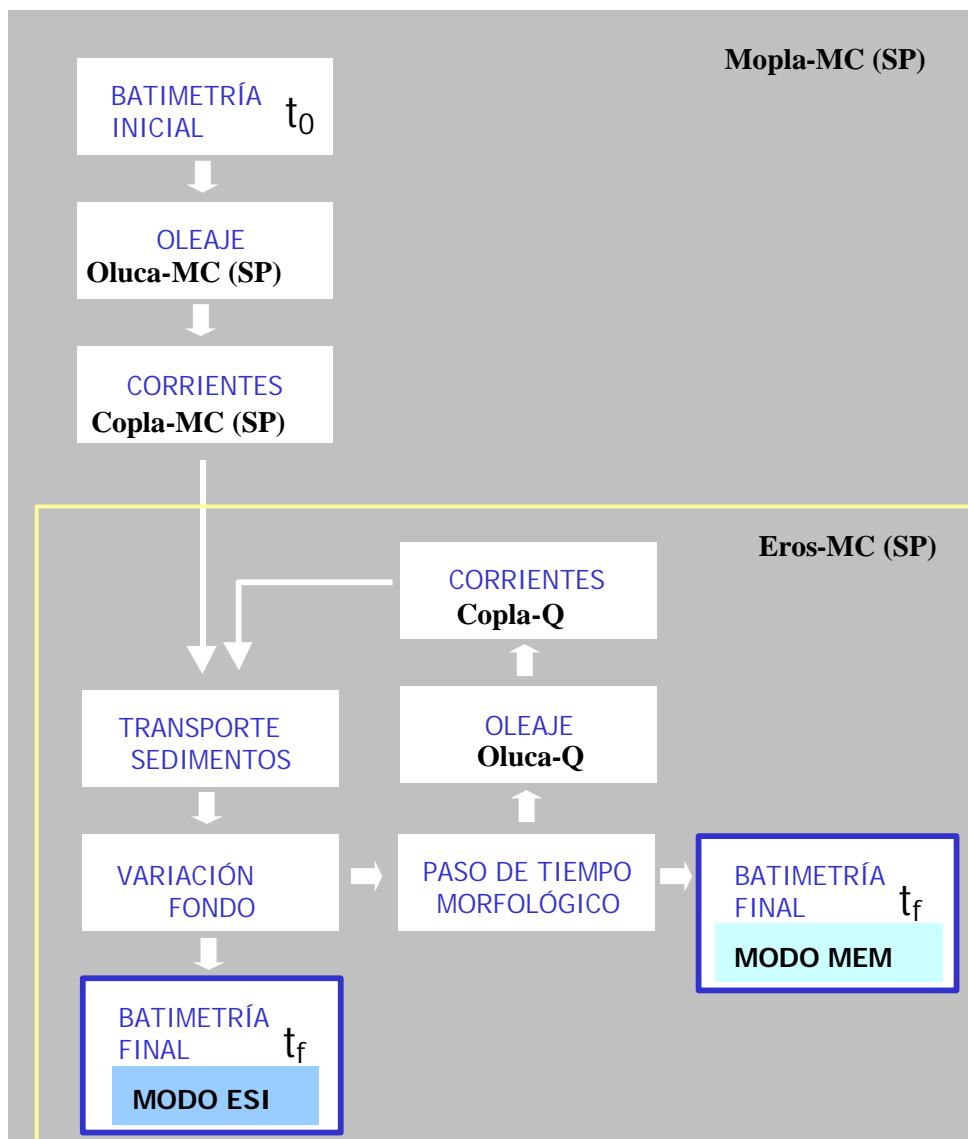 Mopla-MC (SP)
BATIMETRÍA
INICIAL t0
OLEAJE
Oluca-MC (SP)
CORRIENTES
Copla-MC (SP)
Eros-MC (SP)
CORRIENTES
Copla-Q
OLEAJE
Oluca-Q
TRANSPORTE
SEDIMENTOS
VARIACIÓN
FONDO
PASO DE TIEMPO
MORFOLÓGICO
BATIMETRÍA
FINAL tf
MODO MEM
BATIMETRÍA
FINAL tf
MODO ESI